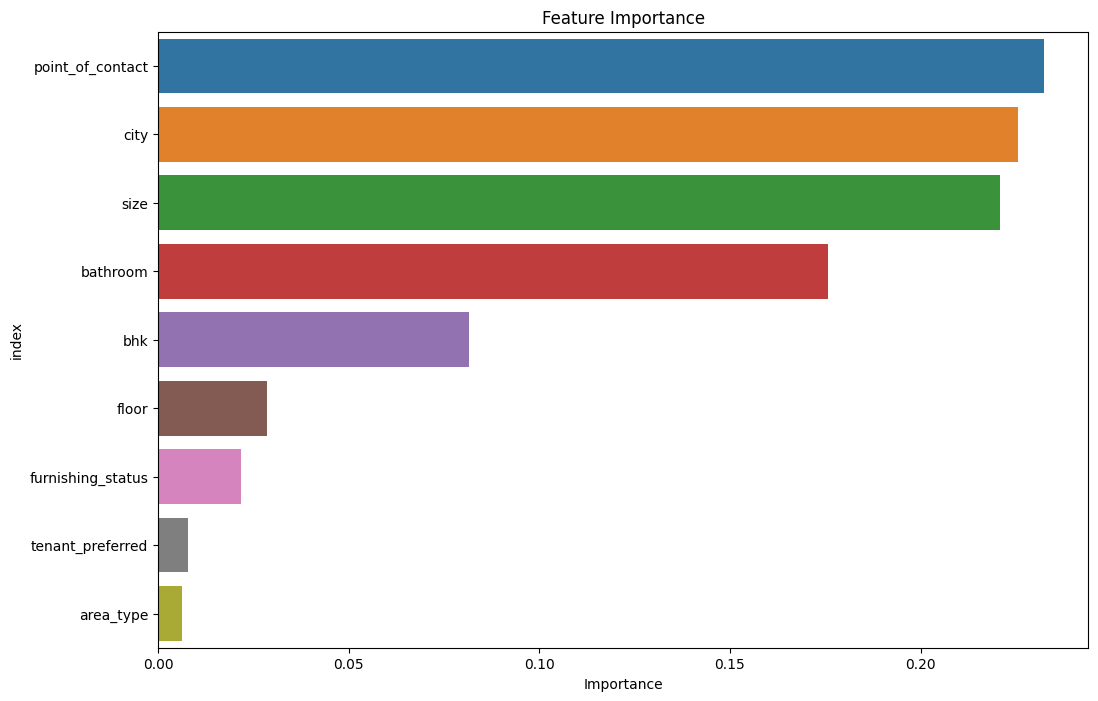 Feature Importance
point_of_contact
city
size
bathroom
bhk
floor
furnishing_status
tenant_preferred
area_type
index
0.00 0.05 0.10 0.15 0.20
Importance